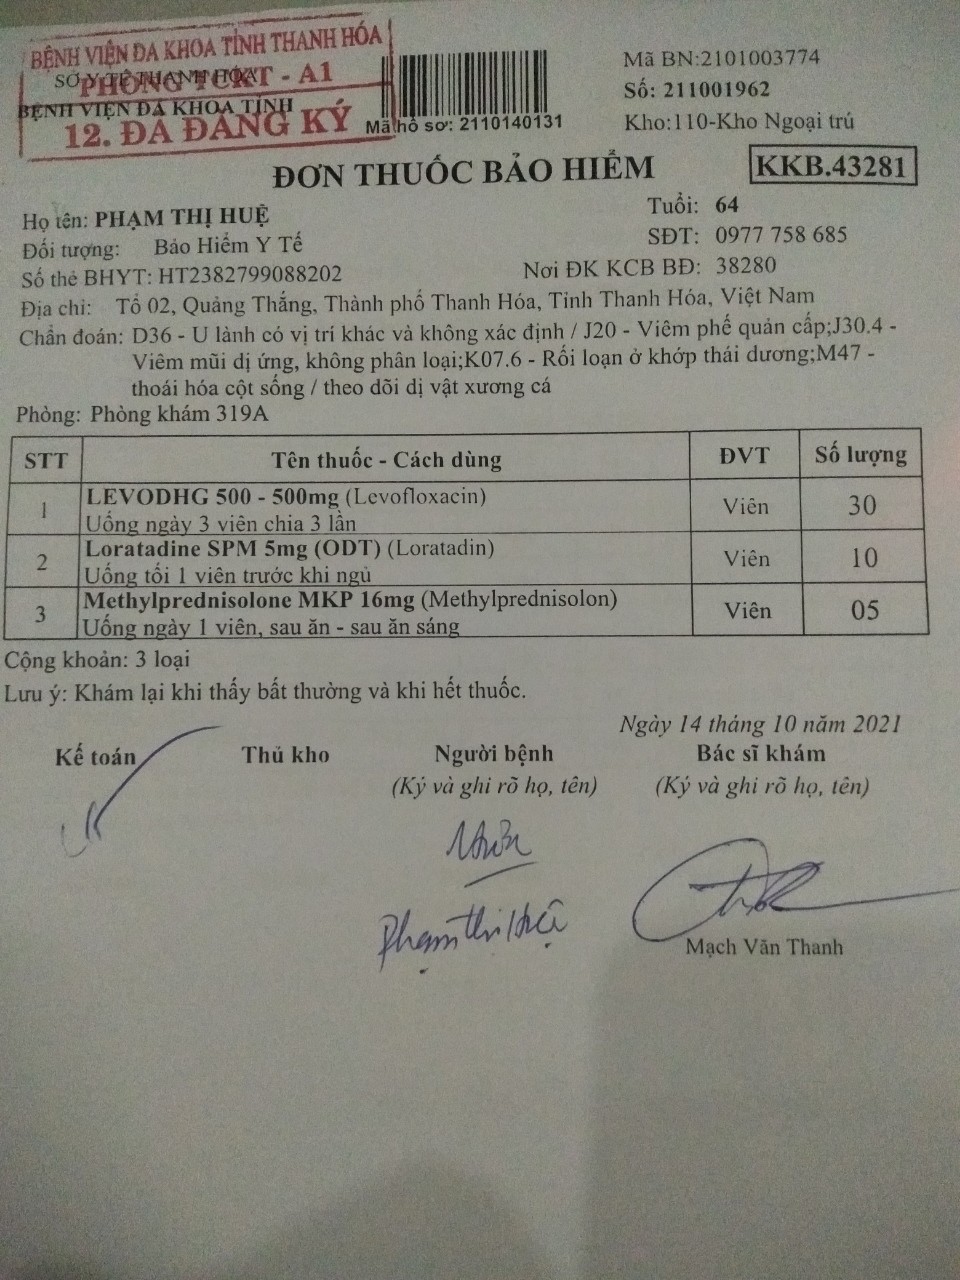 BỆNH VIỆN ĐA KHOA TỈNH THANH HÓA
SỞ Y TẾ THANH HÓA
PHÒNG TCKT - A1
BỆNH VIỆN ĐA KHOA TỈNH
12. ĐÃ ĐĂNG KÝ
Mã hồ sơ: 2110140131
Mã BN:2101003774
Số: 211001962
Kho:110-Kho Ngoại trú
ĐƠN THUỐC BẢO HIỂM
KKB.43281
Họ tên: PHẠM THỊ HUỆ
Tuổi: 64
Đối tượng: Bảo Hiểm Y Tế
SĐT: 0977 758 685
Số thẻ BHYT: HT2382799088202
Nơi ĐK KCB BĐ: 38280
Địa chỉ: Tổ 02, Quảng Thắng, Thành phố Thanh Hóa, Tỉnh Thanh Hóa, Việt Nam
Chẩn đoán: D36 - U lành có vị trí khác và không xác định / J20 - Viêm phế quản cấp;J30.4 -
Viêm mũi dị ứng, không phân loại;K07.6 - Rối loạn ở khớp thái dương;M47 -
thoái hóa cột sống / theo dõi dị vật xương cá
Phòng: Phòng khám 319A
STT Tên thuốc - Cách dùng ĐVT Số lượng
1 LEVODHG 500 - 500mg (Levofloxacin) Viên 30
Uống ngày 3 viên chia 3 lần
2 Loratadine SPM 5mg (ODT) (Loratadin) Viên 10
Uống tối 1 viên trước khi ngủ
3 Methylprednisolone MKP 16mg (Methylprednisolon) Viên 05
Uống ngày 1 viên, sau ăn - sau ăn sáng
Cộng khoản: 3 loại
Lưu ý: Khám lại khi thấy bất thường và khi hết thuốc.
Ngày 14 tháng 10 năm 2021
Kế toán Thủ kho Người bệnh Bác sĩ khám
(Ký và ghi rõ họ, tên) (Ký và ghi rõ họ, tên)
Phạm Thị Huệ
Mạch Văn Thanh